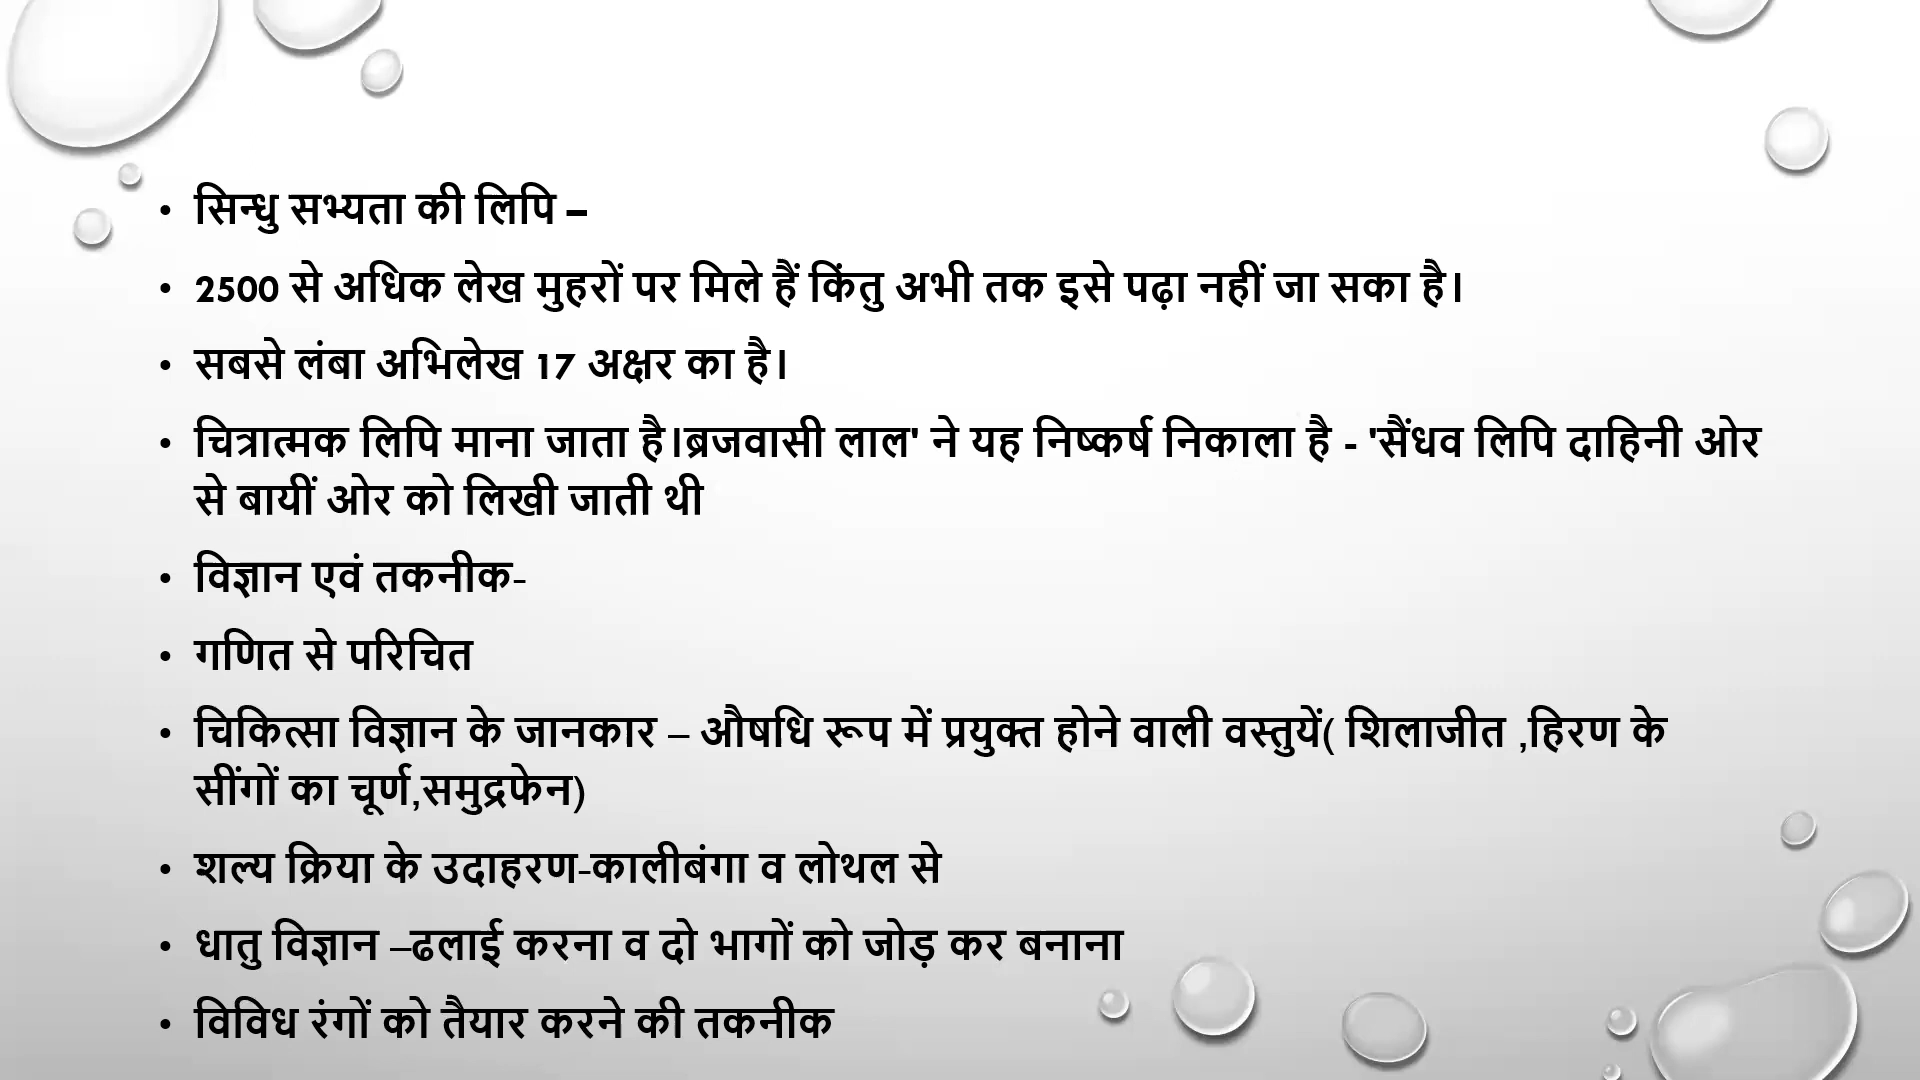 • सिन्धु सभ्यता की लिपि –
• 2500 से अधिक लेख मुहरों पर मिले हैं किंतु अभी तक इसे पढ़ा नहीं जा सका है।
• सबसे लंबा अभिलेख 17 अक्षर का है।
• चित्रात्मक लिपि माना जाता है।ब्रजवासी लाल' ने यह निष्कर्ष निकाला है - 'सैंधव लिपि दाहिनी ओर
से बायीं ओर को लिखी जाती थी
• विज्ञान एवं तकनीक-
• गणित से परिचित
• चिकित्सा विज्ञान के जानकार – औषधि रूप में प्रयुक्त होने वाली वस्तुयें( शिलाजीत ,हिरण के
सींगों का चूर्ण,समुद्रफेन)
• शल्य क्रिया के उदाहरण-कालीबंगा व लोथल से
• धातु विज्ञान –ढलाई करना व दो भागों को जोड़ कर बनाना
• विविध रंगों को तैयार करने की तकनीक